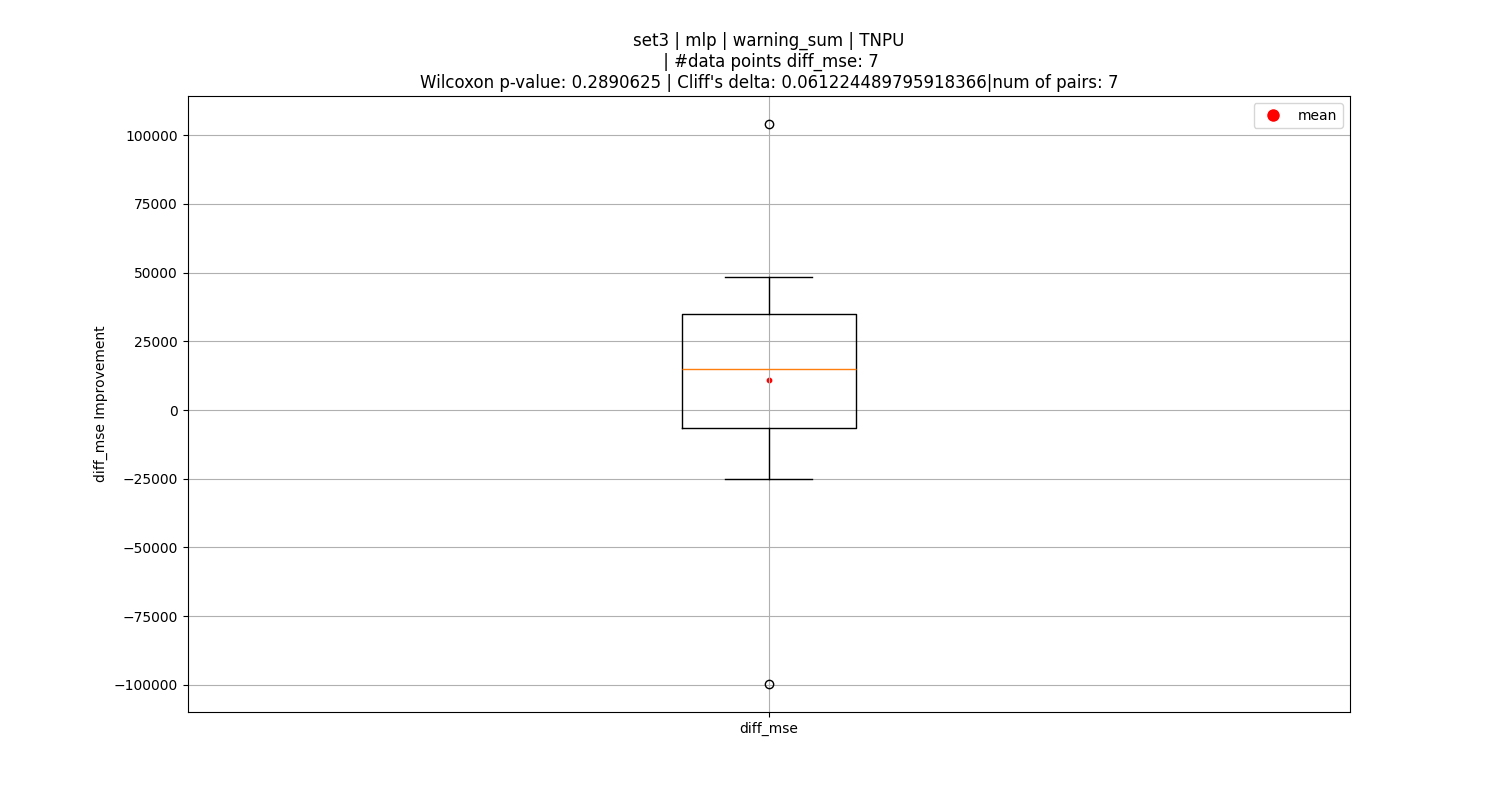 set3 | mlp | warning_sum | TNPU
| #data points diff_mse: 7
Wilcoxon p-value: 0.2890625 | Cliff's delta: 0.061224489795918366|num of pairs: 7
mean
100000
75000
50000
25000
0
−25000
−50000
−75000
−100000
diff_mse Improvement
diff_mse